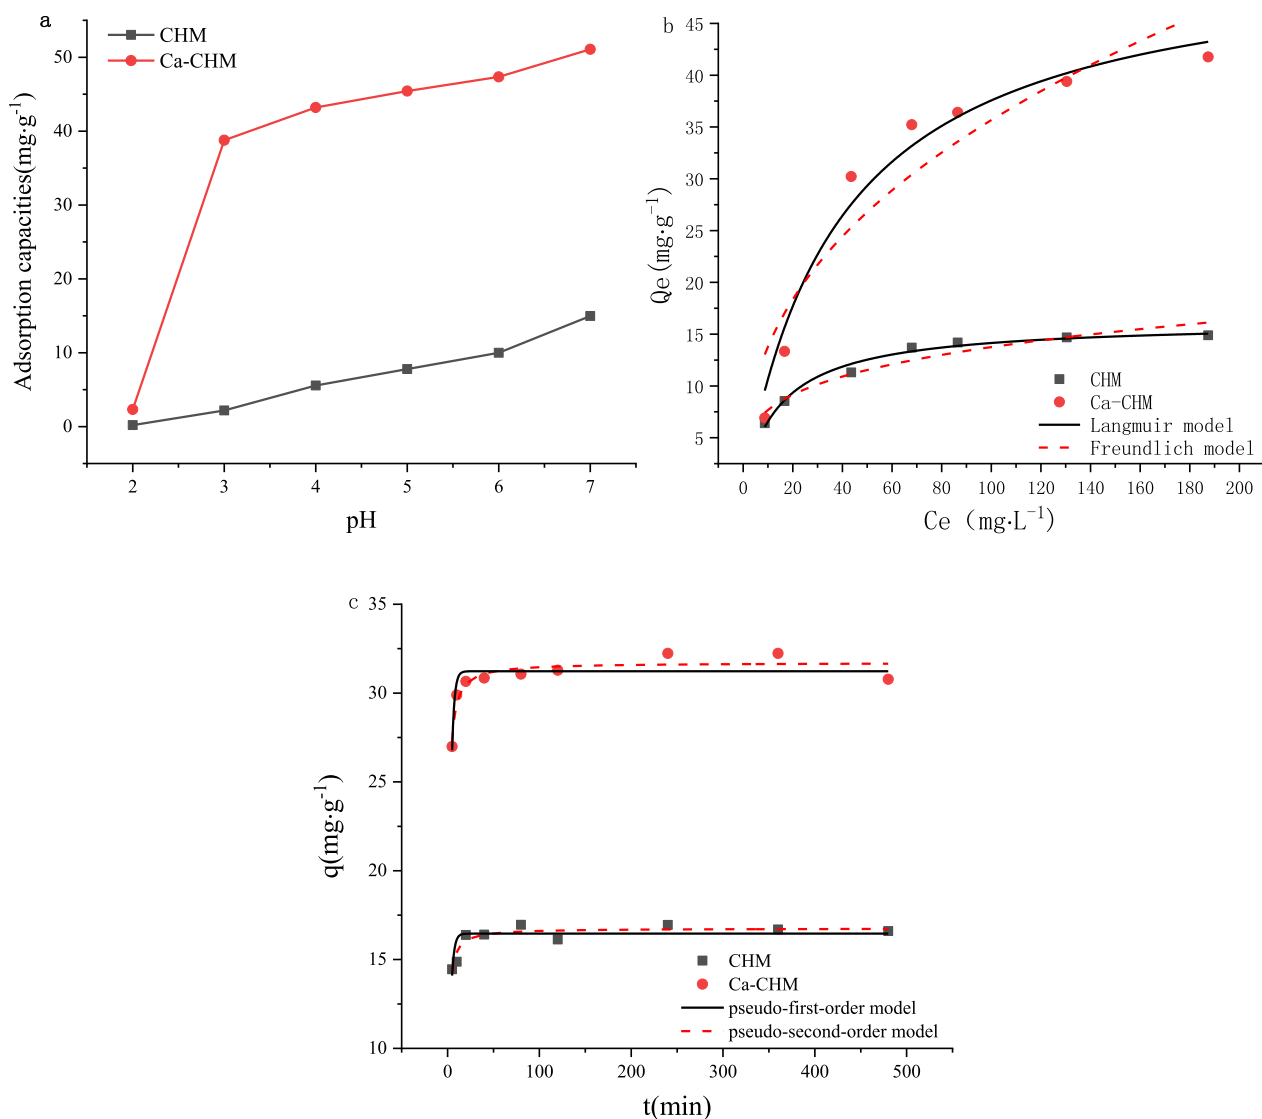 a
CHM
Ca-CHM
Adsorption capacities(mg·g⁻¹)
50
40
30
20
10
0
2 3 4 5 6 7
pH
b
Qe(mg·g⁻¹)
45
40
35
30
25
20
15
10
5
CHM
Ca-CHM
Langmuir model
Freundlich model
0 20 40 60 80 100 120 140 160 180 200
Ce (mg·L⁻¹)
c
q(mg·g⁻¹)
35
30
25
20
15
10
CHM
Ca-CHM
pseudo-first-order model
pseudo-second-order model
0 100 200 300 400 500
t(min)